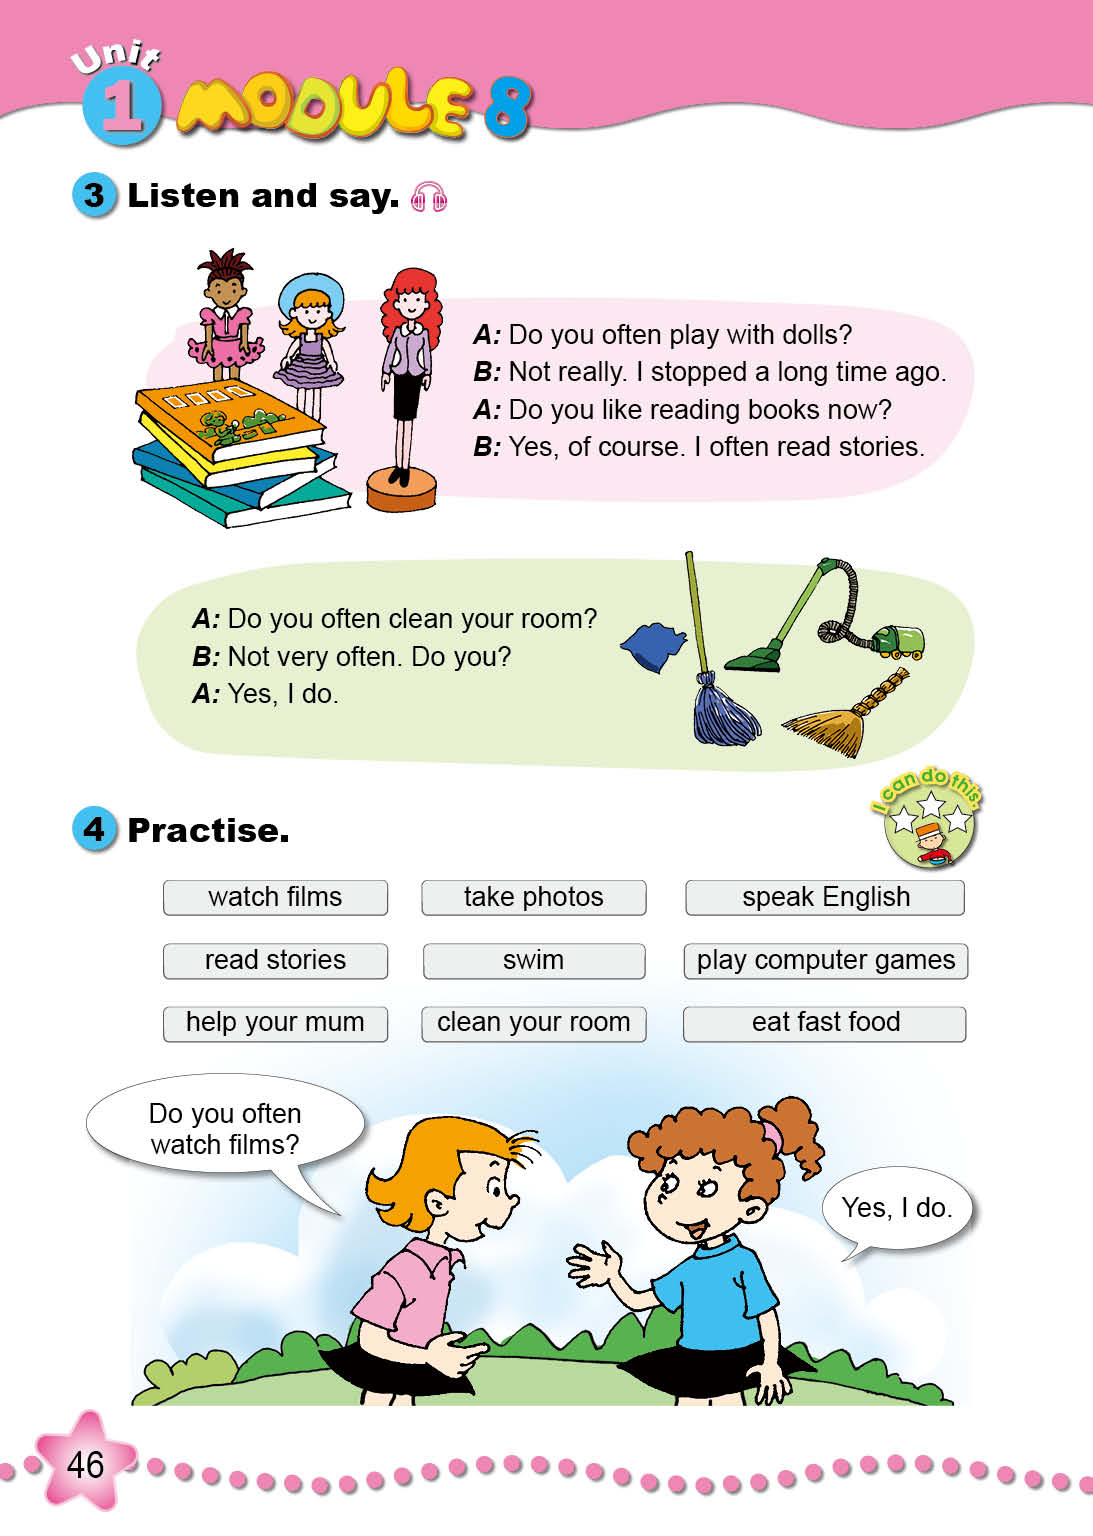 Unit
1 MODULE 8
3 Listen and say.
A: Do you often play with dolls?
B: Not really. I stopped a long time ago.
A: Do you like reading books now?
B: Yes, of course. I often read stories.
A: Do you often clean your room?
B: Not very often. Do you?
A: Yes, I do.
I can do this.
4 Practise.
watch films take photos speak English
read stories swim play computer games
help your mum clean your room eat fast food
Do you often
watch films?
Yes, I do.
46